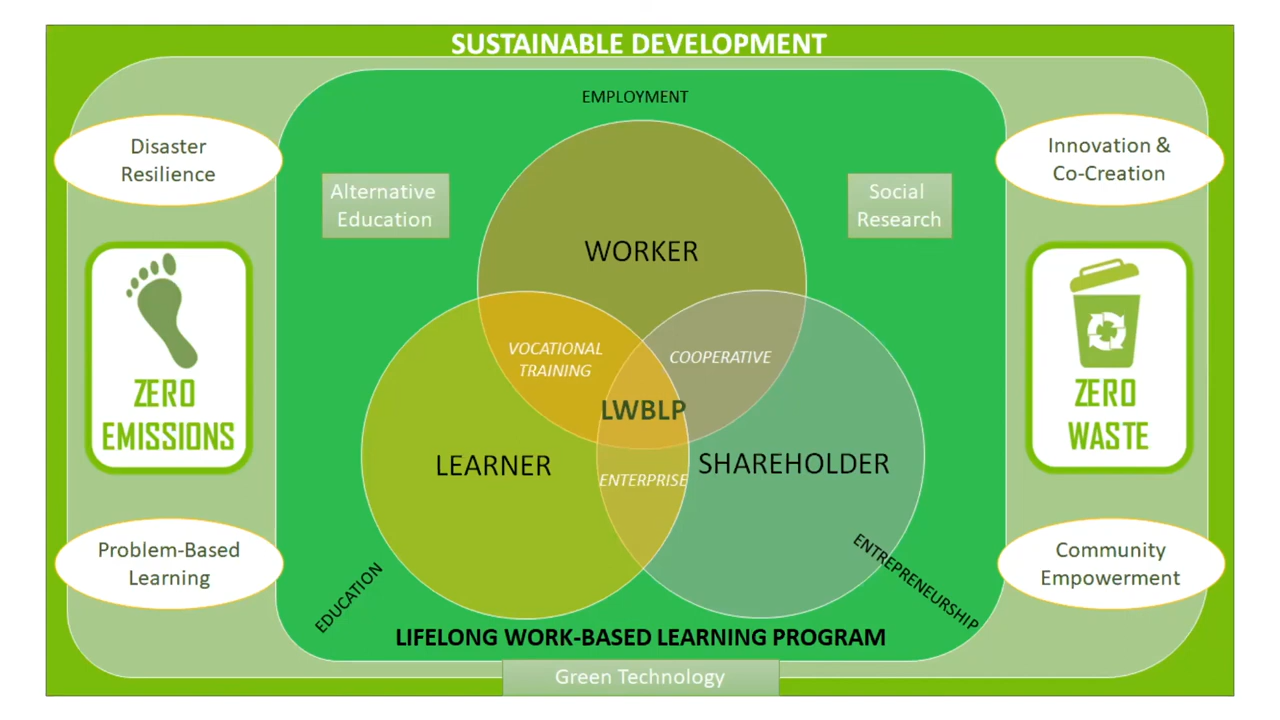 SUSTAINABLE DEVELOPMENT
EMPLOYMENT
Disaster
Resilience
Innovation &
Co-Creation
Alternative
Education
Social
Research
WORKER
ZERO
EMISSIONS
ZERO
WASTE
VOCATIONAL
TRAINING
COOPERATIVE
LWBLP
LEARNER
SHAREHOLDER
ENTERPRISE
Problem-Based
Learning
Community
Empowerment
EDUCATION
ENTREPRENEURSHIP
LIFELONG WORK-BASED LEARNING PROGRAM
Green Technology